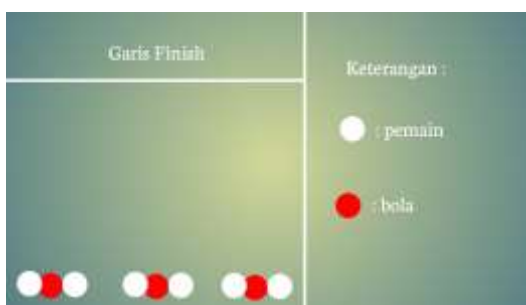 Garis Finish
Keterangan :
: pemain
: bola